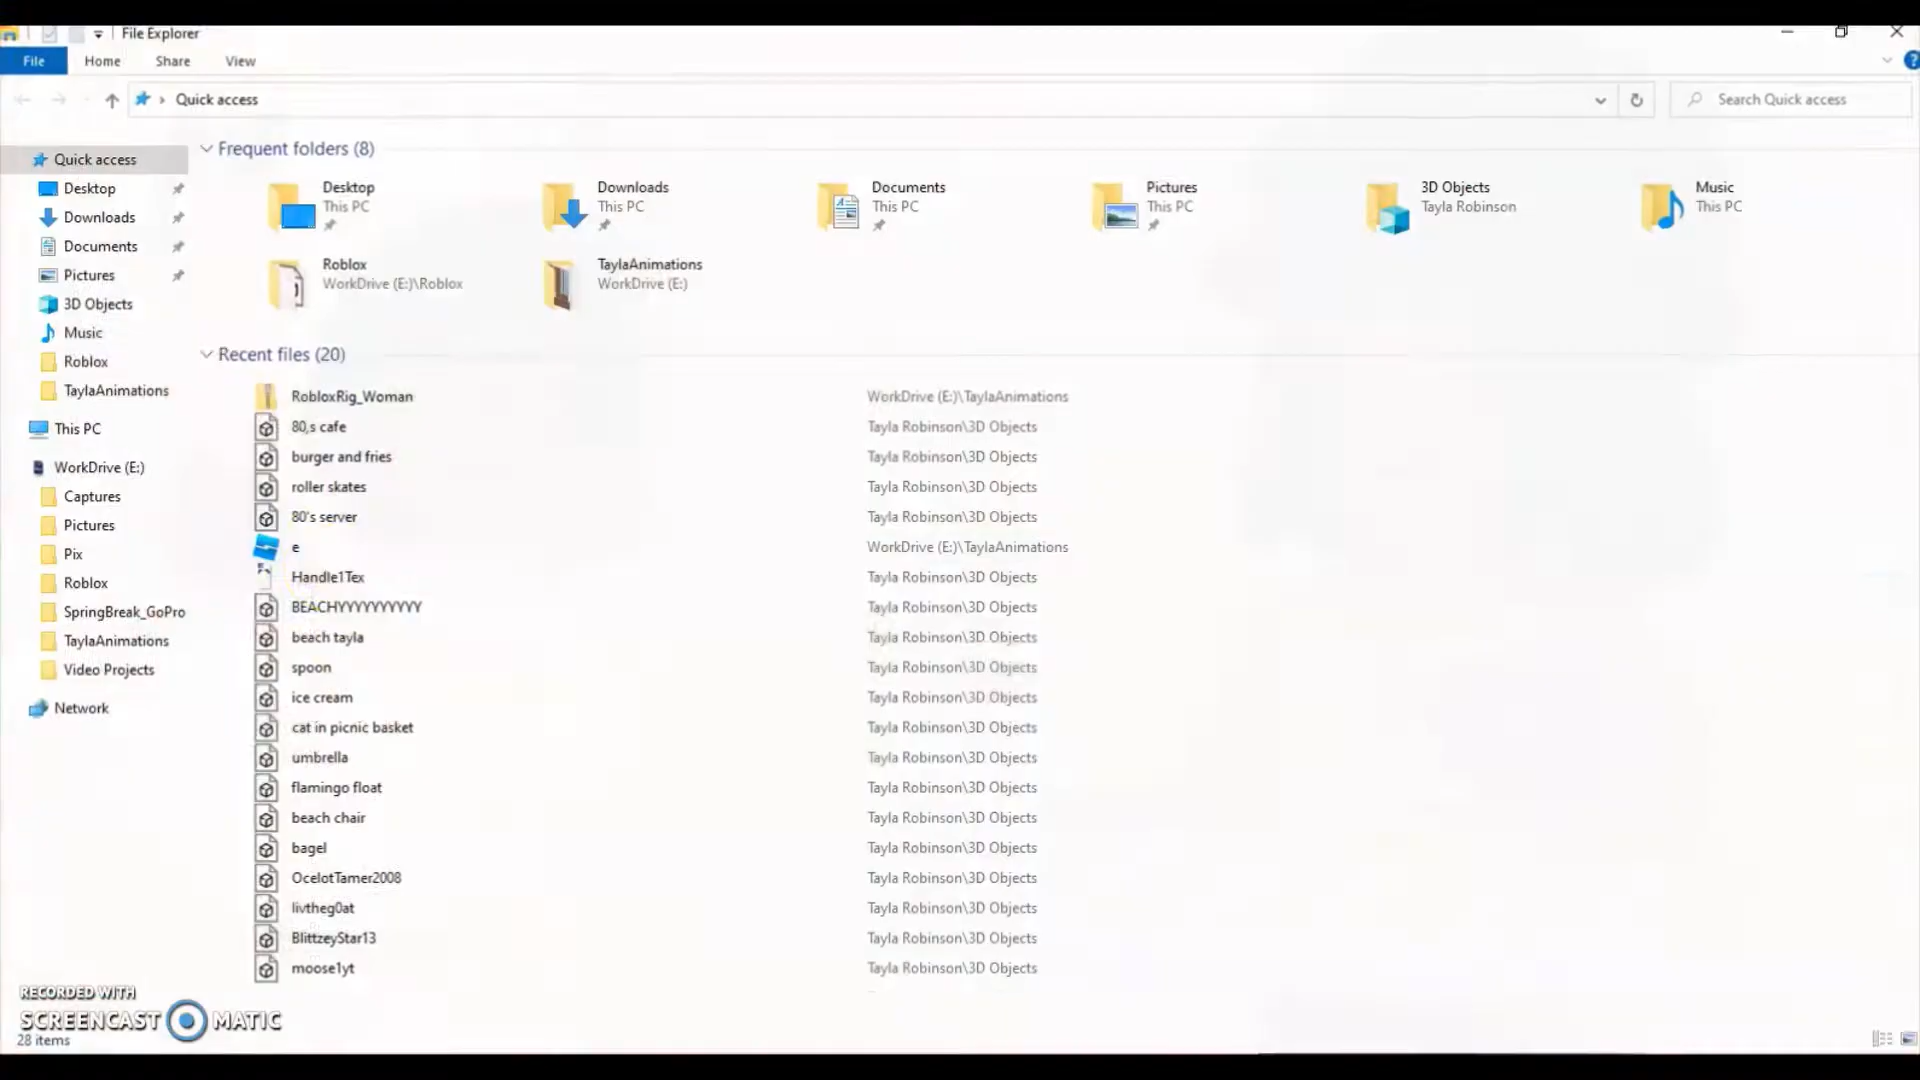 File Explorer
File Home Share View
Quick access
Search Quick access
Quick access
Desktop
Downloads
Documents
Pictures
3D Objects
Music
Roblox
TaylaAnimations
This PC
WorkDrive (E:)
Captures
Pictures
Pix
Roblox
SpringBreak_GoPro
TaylaAnimations
Video Projects
Network
Frequent folders (8)
Desktop
This PC
Downloads
This PC
Documents
This PC
Pictures
This PC
3D Objects
Tayla Robinson
Music
This PC
Roblox
WorkDrive (E:)\Roblox
TaylaAnimations
WorkDrive (E:)
Recent files (20)
RobloxRig_Woman WorkDrive (E:)\TaylaAnimations
80,s cafe Tayla Robinson\3D Objects
burger and fries Tayla Robinson\3D Objects
roller skates Tayla Robinson\3D Objects
80's server Tayla Robinson\3D Objects
e WorkDrive (E:)\TaylaAnimations
Handle1Tex Tayla Robinson\3D Objects
BEACHYYYYYYYYYY Tayla Robinson\3D Objects
beach tayla Tayla Robinson\3D Objects
spoon Tayla Robinson\3D Objects
ice cream Tayla Robinson\3D Objects
cat in picnic basket Tayla Robinson\3D Objects
umbrella Tayla Robinson\3D Objects
flamingo float Tayla Robinson\3D Objects
beach chair Tayla Robinson\3D Objects
bagel Tayla Robinson\3D Objects
OcelotTamer2008 Tayla Robinson\3D Objects
livtheg0at Tayla Robinson\3D Objects
BlittzeyStar13 Tayla Robinson\3D Objects
moose1yt Tayla Robinson\3D Objects
RECORDED WITH
SCREENCAST MATIC
28 items